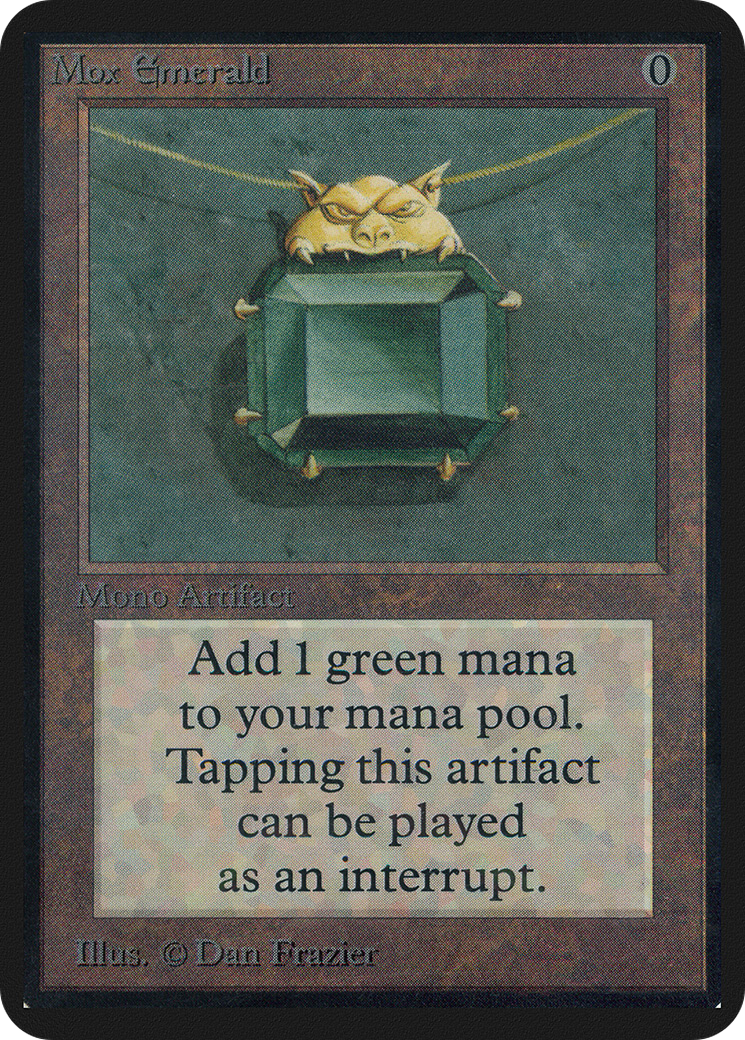 Mox Emerald 0
Mono Artifact
Add 1 green mana
to your mana pool.
Tapping this artifact
can be played
as an interrupt.
Illus. © Dan Frazier